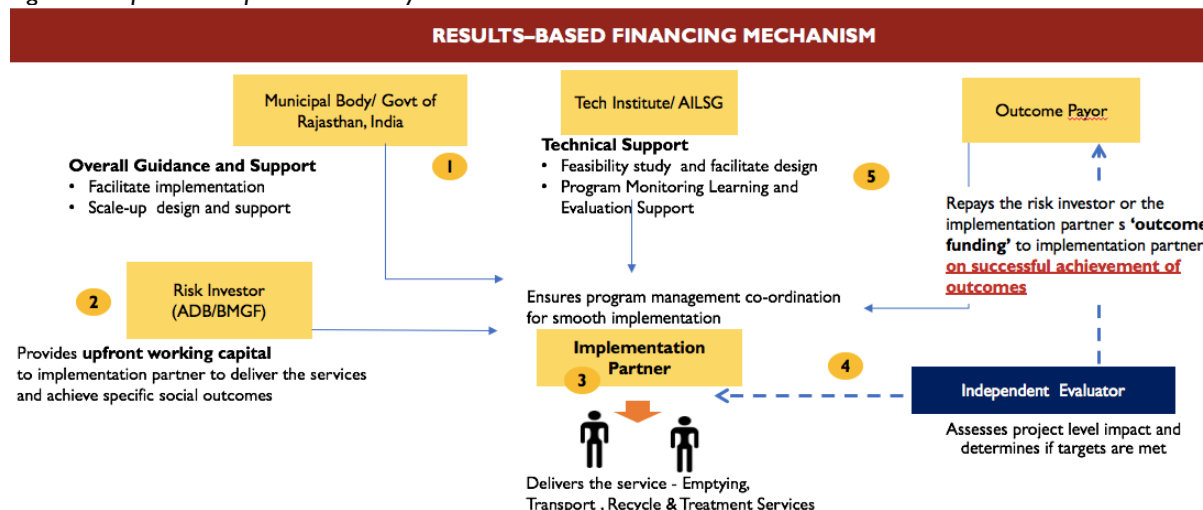 RESULTS–BASED FINANCING MECHANISM
Municipal Body/ Govt of
Rajasthan, India
Tech Institute/ AILSG
Outcome Payor
1
Overall Guidance and Support
• Facilitate implementation
• Scale-up design and support
Technical Support
• Feasibility study and facilitate design
• Program Monitoring Learning and
Evaluation Support
5
Repays the risk investor or the
implementation partner s ‘outcome
funding’ to implementation partner
on successful achievement of
outcomes
2
Risk Investor
(ADB/BMGF)
Provides upfront working capital
to implementation partner to deliver the services
and achieve specific social outcomes
Ensures program management co-ordination
for smooth implementation
Implementation
Partner
3
4
Independent Evaluator
Assesses project level impact and
determines if targets are met
Delivers the service - Emptying,
Transport , Recycle & Treatment Services